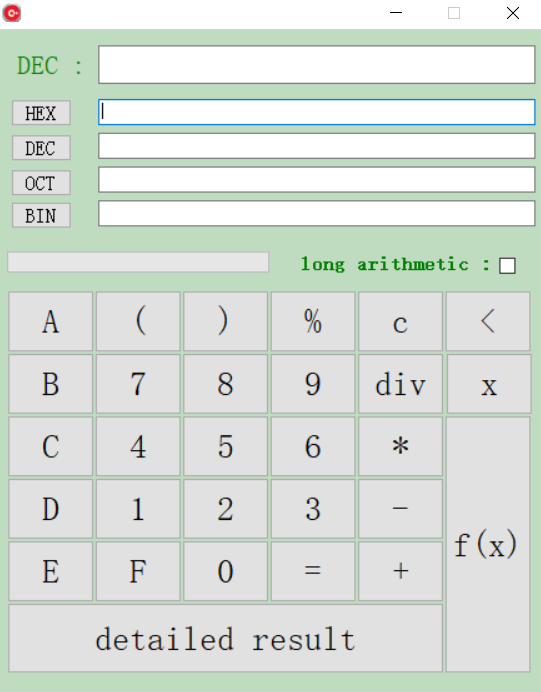 DEC :
HEX
DEC
OCT
BIN
long arithmetic :
A ( ) % c <
B 7 8 9 div x
C 4 5 6 *
D 1 2 3 -
f(x)
E F 0 = +
detailed result